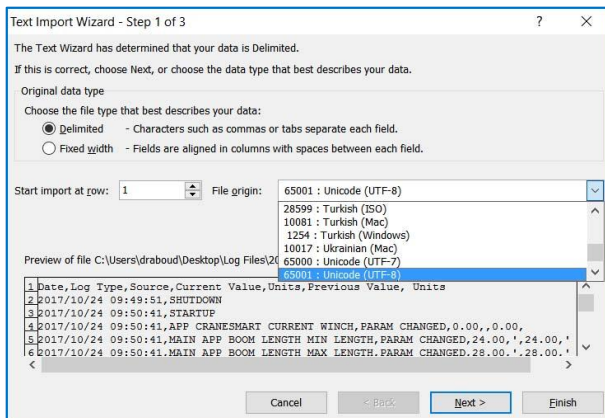 Text Import Wizard - Step 1 of 3
?
The Text Wizard has determined that your data is Delimited.
If this is correct, choose Next, or choose the data type that best describes your data.
Original data type
Choose the file type that best describes your data:
Delimited - Characters such as commas or tabs separate each field.
Fixed width - Fields are aligned in columns with spaces between each field.
Start import at row: 1 File origin: 65001 : Unicode (UTF-8)
28599 : Turkish (ISO)
10081 : Turkish (Mac)
1254 : Turkish (Windows)
10017 : Ukrainian (Mac)
65000 : Unicode (UTF-7)
65001 : Unicode (UTF-8)
Preview of file C:\Users\draboud\Desktop\Log Files\20
1 Date,Log Type,Source,Current Value,Units,Previous Value, Units
2 2017/10/24 09:49:51,SHUTDOWN
3 2017/10/24 09:50:41,STARTUP
4 2017/10/24 09:50:41,APP CRANESMART CURRENT WINCH,PARAM CHANGED,0.00,,0.00,
5 2017/10/24 09:50:41,MAIN APP BOOM LENGTH MIN LENGTH,PARAM CHANGED,24.00,',24.00,'
6 2017/10/24 09:50:41,MAIN APP BOOM LENGTH MAX LENGTH,PARAM CHANGED,28.00,',28.00,'
Cancel < Back Next > Finish